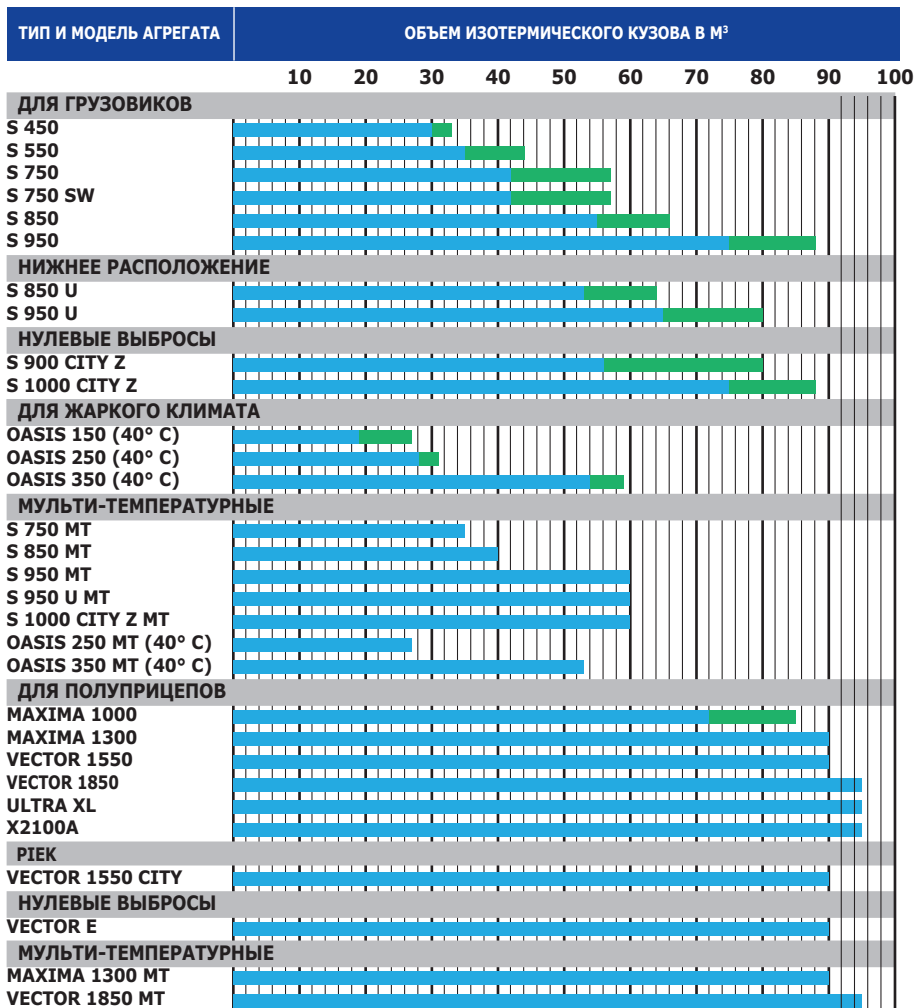 ТИП И МОДЕЛЬ АГРЕГАТА ОБЪЕМ ИЗОТЕРМИЧЕСКОГО КУЗОВА В М³
10 20 30 40 50 60 70 80 90 100
ДЛЯ ГРУЗОВИКОВ
S 450
S 550
S 750
S 750 SW
S 850
S 950
НИЖНЕЕ РАСПОЛОЖЕНИЕ
S 850 U
S 950 U
НУЛЕВЫЕ ВЫБРОСЫ
S 900 CITY Z
S 1000 CITY Z
ДЛЯ ЖАРКОГО КЛИМАТА
OASIS 150 (40° C)
OASIS 250 (40° C)
OASIS 350 (40° C)
МУЛЬТИ-ТЕМПЕРАТУРНЫЕ
S 750 MT
S 850 MT
S 950 MT
S 950 U MT
S 1000 CITY Z MT
OASIS 250 MT (40° C)
OASIS 350 MT (40° C)
ДЛЯ ПОЛУПРИЦЕПОВ
MAXIMA 1000
MAXIMA 1300
VECTOR 1550
VECTOR 1850
ULTRA XL
X2100A
PIEK
VECTOR 1550 CITY
НУЛЕВЫЕ ВЫБРОСЫ
VECTOR E
МУЛЬТИ-ТЕМПЕРАТУРНЫЕ
MAXIMA 1300 MT
VECTOR 1850 MT